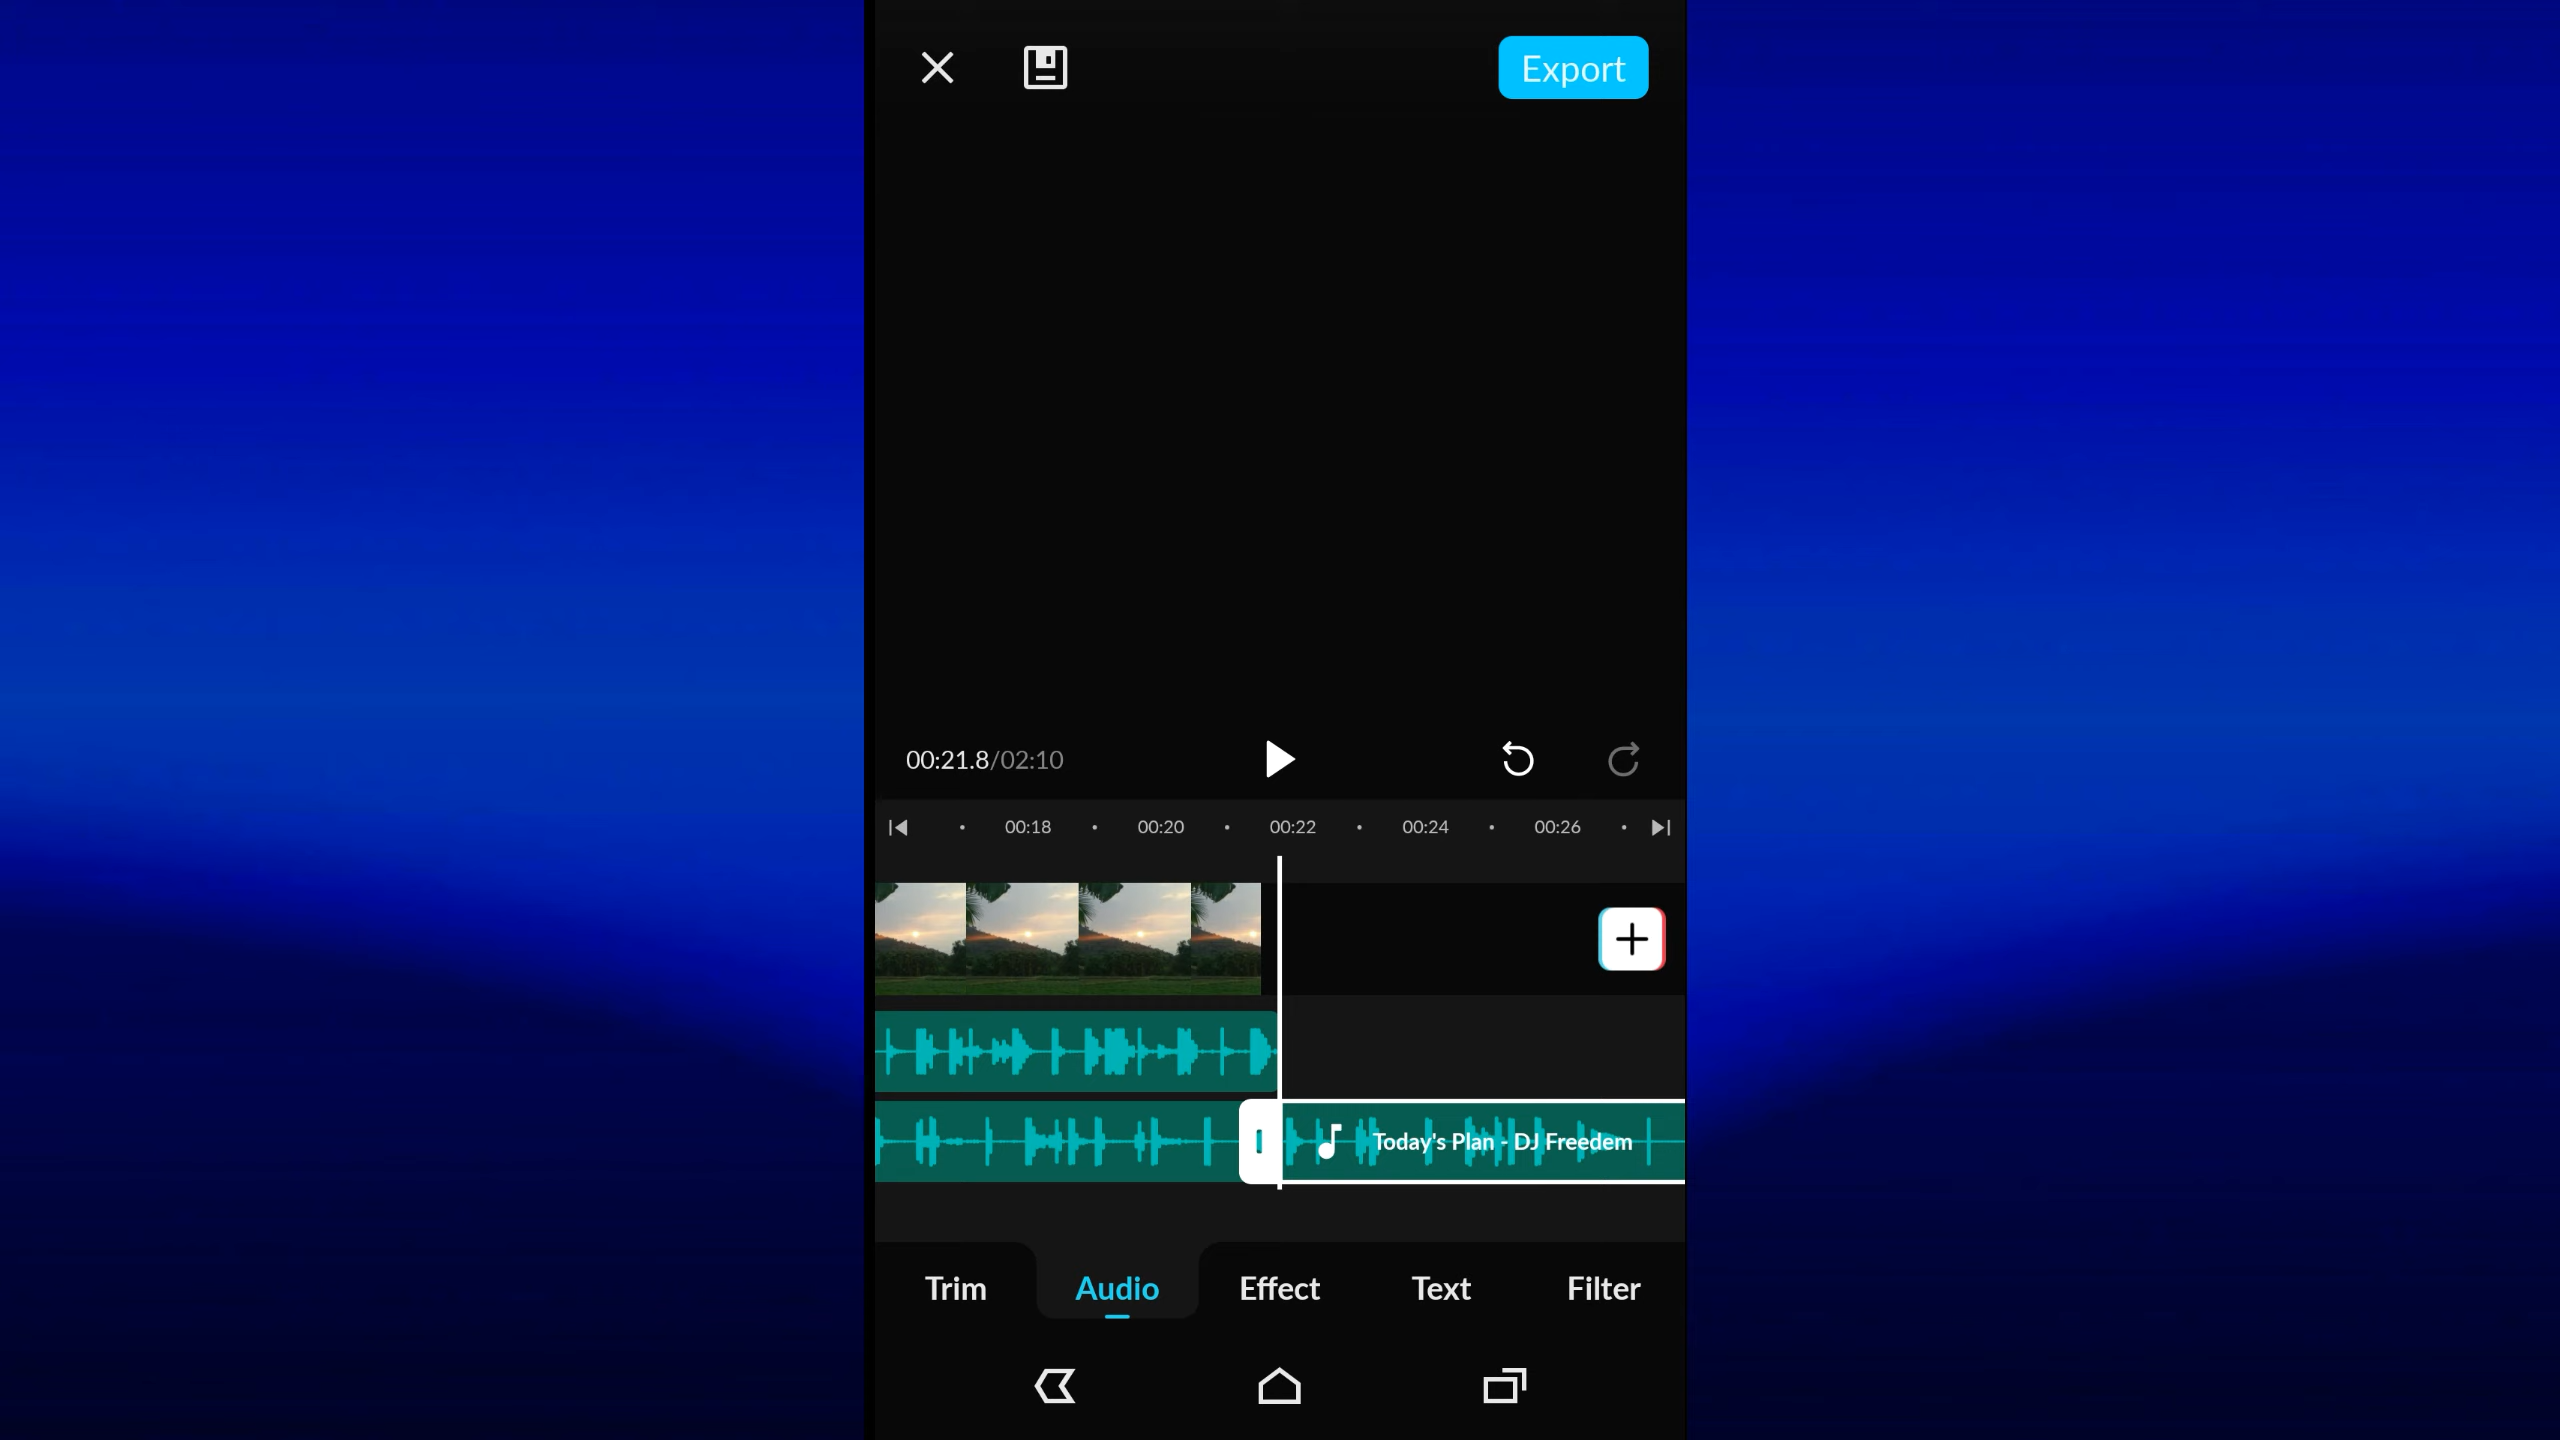 Export
00:21.8/02:10
00:18 00:20 00:22 00:24 00:26
Today's Plan - DJ Freedem
Trim Audio Effect Text Filter